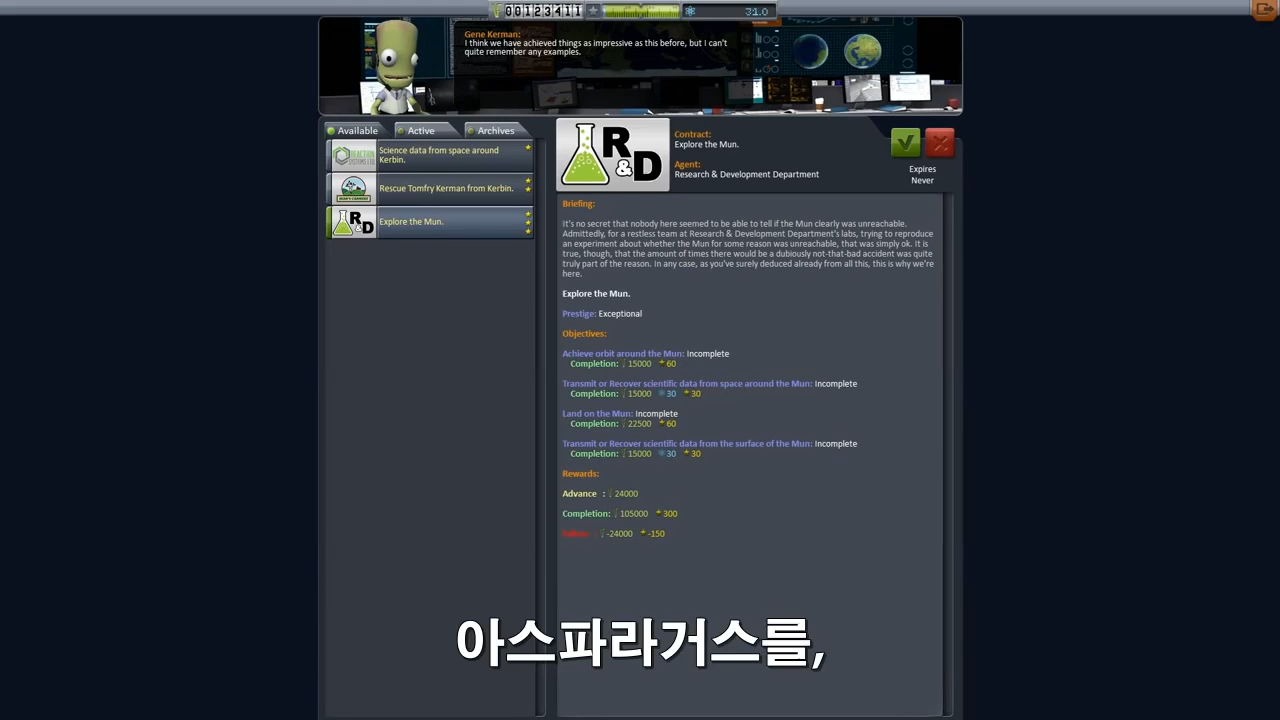 00123411
31.0
Gene Kerman:
I think we have achieved things as impressive as this before, but I can't
quite remember any examples.
Available
Active
Archives
Science data from space around
Kerbin.
Rescue Tomfry Kerman from Kerbin.
R&D
Explore the Mun.
R&D
Contract:
Explore the Mun.
Agent:
Research & Development Department
Expires
Never
Briefing:
It's no secret that nobody here seemed to be able to tell if the Mun clearly was unreachable.
Admittedly, for a restless team at Research & Development Department's labs, trying to reproduce
an experiment about whether the Mun for some reason was unreachable, that was simply ok. It is
true, though, that the amount of times there would be a dubiously not-that-bad accident was quite
truly part of the reason. In any case, as you've surely deduced already from all this, this is why we're
here.
Explore the Mun.
Prestige: Exceptional
Objectives:
Achieve orbit around the Mun: Incomplete
Completion: 15000 60
Transmit or Recover scientific data from space around the Mun: Incomplete
Completion: 15000 30 30
Land on the Mun: Incomplete
Completion: 22500 60
Transmit or Recover scientific data from the surface of the Mun: Incomplete
Completion: 15000 30 30
Rewards:
Advance : 24000
Completion: 105000 300
-24000 -150
아스파라거스를,